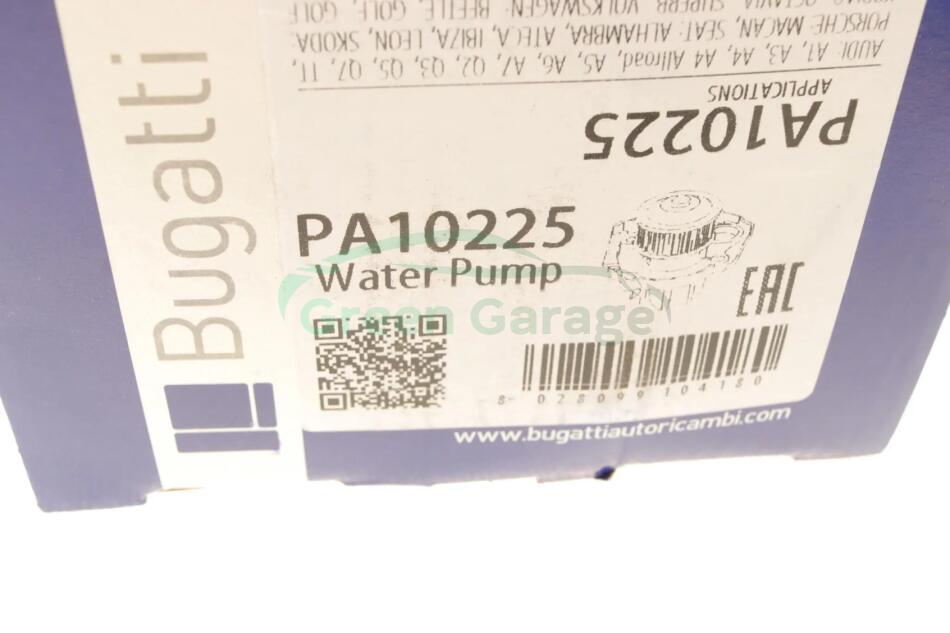 Bugatti
KODIAQ, OCTAVIA, SUPERB, VOLKSWAGEN: BEETLE, GOLF, GOLF
PORSCHE: MACAN, SEAT: ALHAMBRA, ATECA, IBIZA, LEON, SKODA:
AUDI: A1, A3, A4, A4 Allroad, A5, A6, A7, Q2, Q3, Q5, Q7, TT,
APPLICATIONS
PA10225
PA10225
Water Pump
EAC
Green Garage
8 028099 104180
www.bugattiautoricambi.com